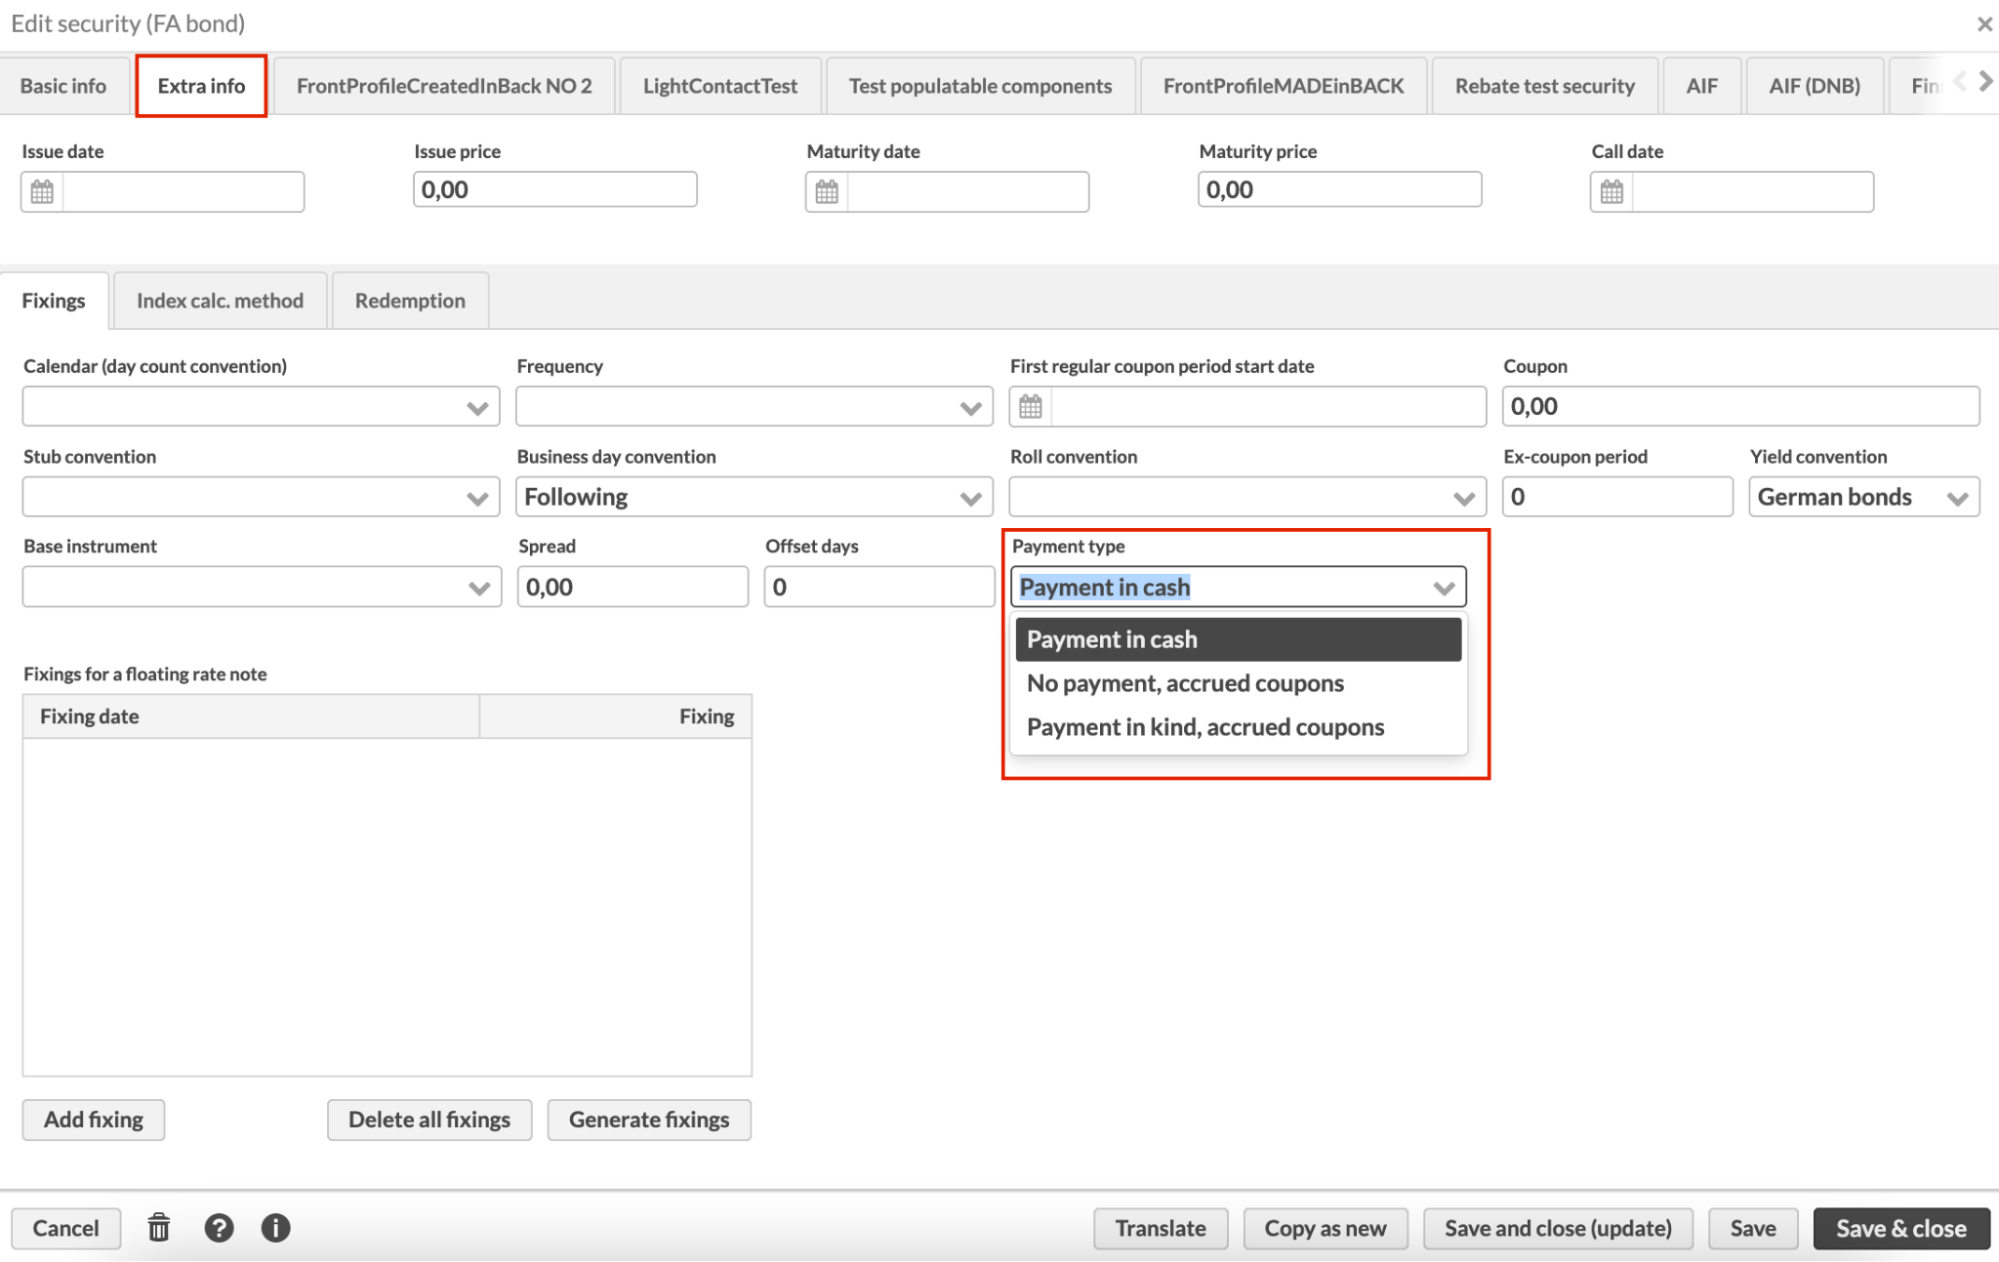 Edit security (FA bond)
Basic info Extra info FrontProfileCreatedInBack NO 2 LightContactTest Test populatable components FrontProfileMADEinBACK Rebate test security AIF AIF (DNB)
Issue date Issue price Maturity date Maturity price Call date
0,00 0,00
Fixings Index calc. method Redemption
Calendar (day count convention) Frequency First regular coupon period start date Coupon
0,00
Stub convention Business day convention Roll convention Ex-coupon period Yield convention
Following 0 German bonds
Base instrument Spread Offset days Payment type
0,00 0 Payment in cash
Payment in cash
No payment, accrued coupons
Payment in kind, accrued coupons
Fixings for a floating rate note
Fixing date Fixing
Add fixing Delete all fixings Generate fixings
Cancel Translate Copy as new Save and close (update) Save Save & close